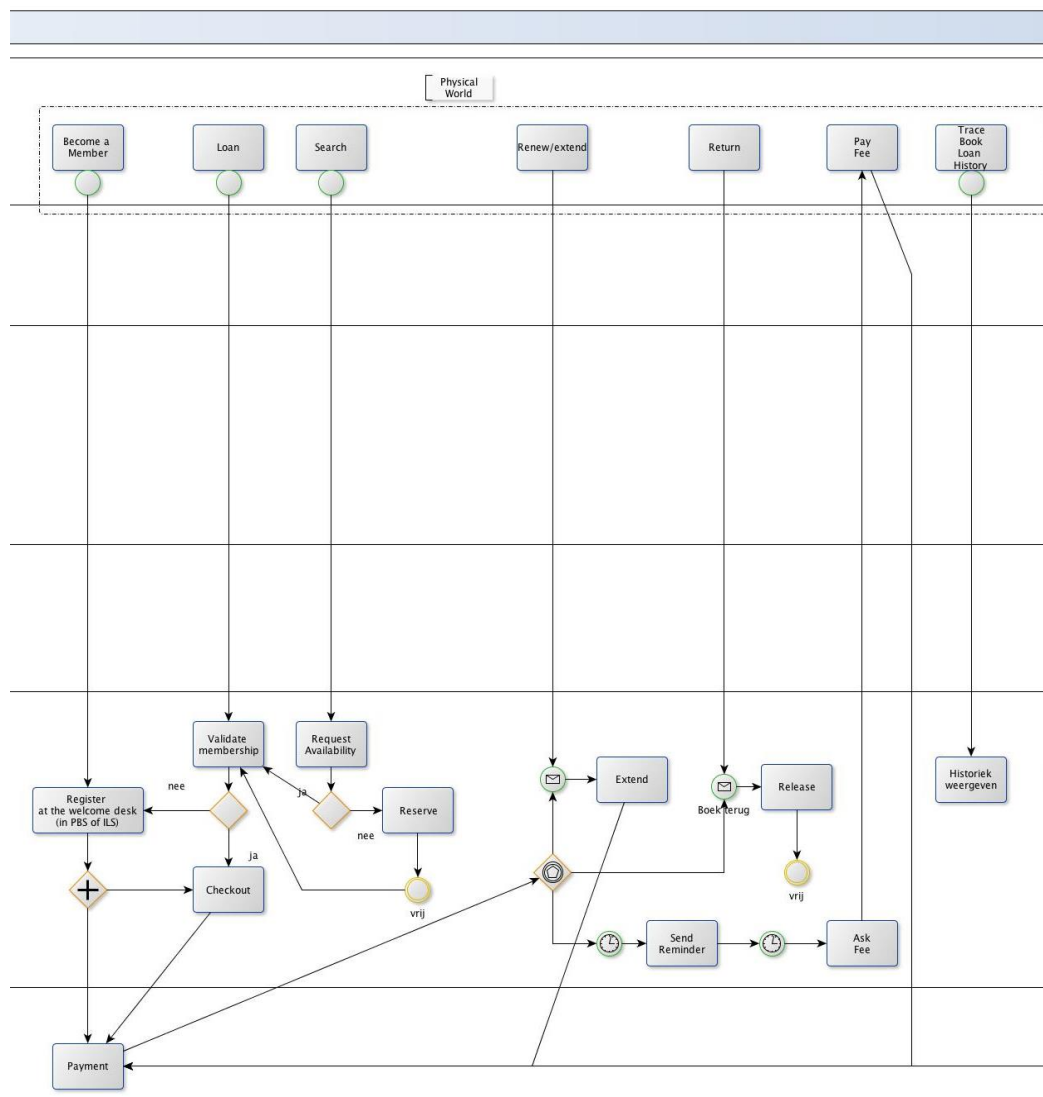 Physical
World
Become a
Member
Loan
Search
Renew/extend
Return
Pay
Fee
Trace
Book
Loan
History
Validate
membership
Request
Availability
nee
ja
Register
at the welcome desk
(in PBS of ILS)
Reserve
nee
ja
Checkout
vrij
Extend
Boek terug
Release
vrij
Historiek
weergeven
Send
Reminder
Ask
Fee
Payment